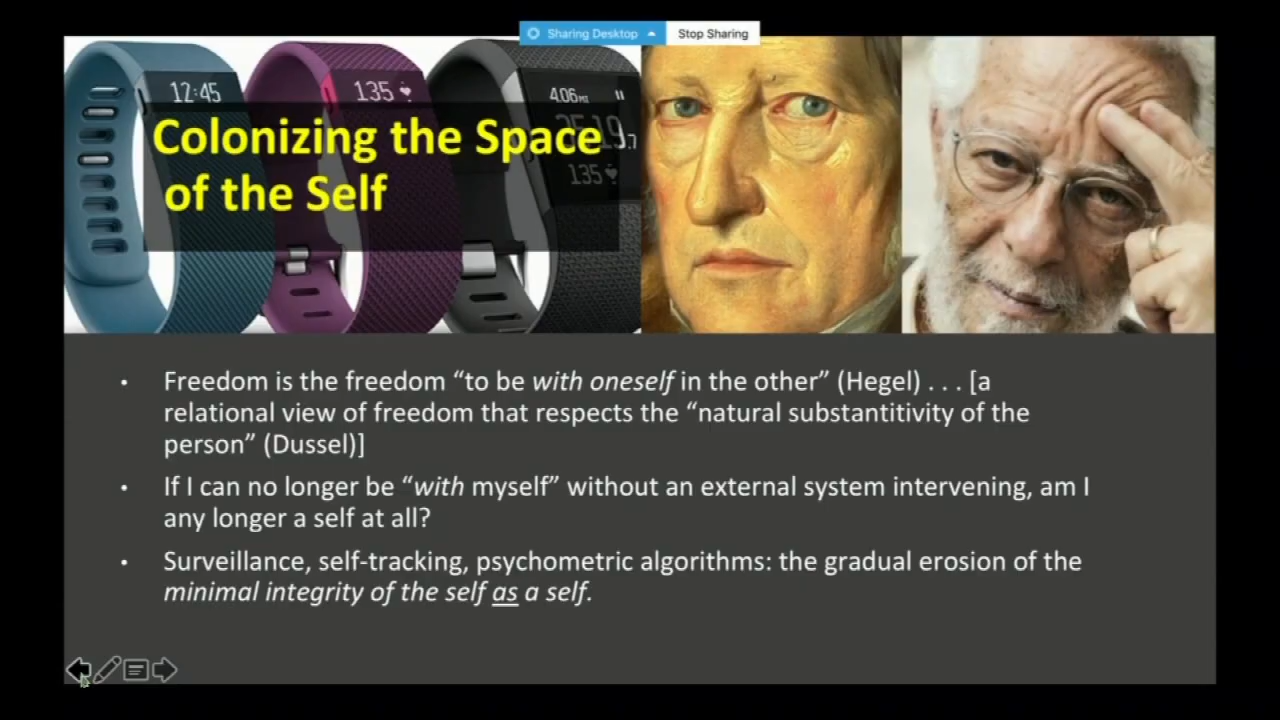 Sharing Desktop Stop Sharing
12:45
135
4.06MI
135
Colonizing the Space
of the Self
• Freedom is the freedom “to be with oneself in the other” (Hegel) . . . [a
relational view of freedom that respects the “natural substantitivity of the
person” (Dussel)]
• If I can no longer be “with myself” without an external system intervening, am I
any longer a self at all?
• Surveillance, self-tracking, psychometric algorithms: the gradual erosion of the
minimal integrity of the self as a self.